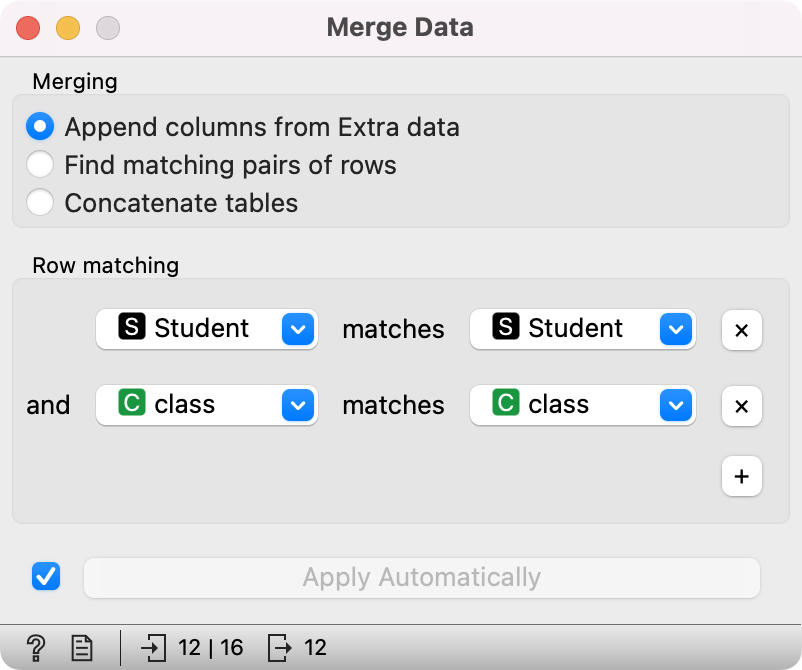 Merge Data
Merging
Append columns from Extra data
Find matching pairs of rows
Concatenate tables
Row matching
S Student matches S Student ×
and C class matches C class ×
+
Apply Automatically
? 12 | 16 12